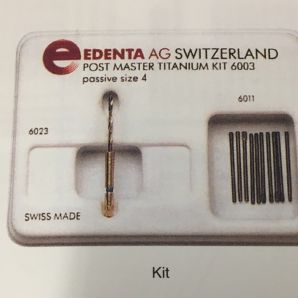 EDENTA AG SWITZERLAND
POST MASTER TITANIUM KIT 6003
passive size 4
6023
6011
SWISS MADE
Kit